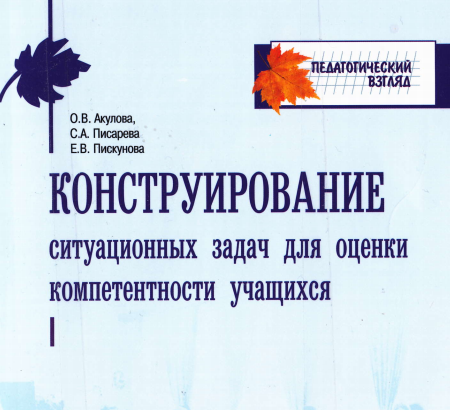 ПЕДАГОГИЧЕСКИЙ
ВЗГЛЯД
О.В. Акулова,
С.А. Писарева
Е.В. Пискунова
КОНСТРУИРОВАНИЕ
ситуационных задач для оценки
компетентности учащихся